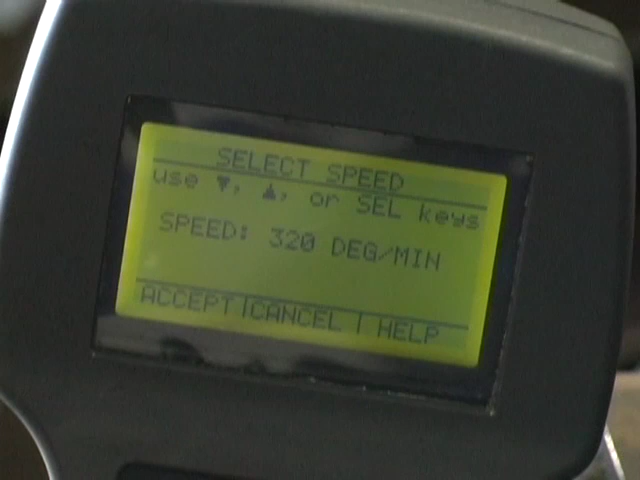 SELECT SPEED
use ▼, ▲, or SEL keys
SPEED: 320 DEG/MIN
ACCEPT|CANCEL | HELP